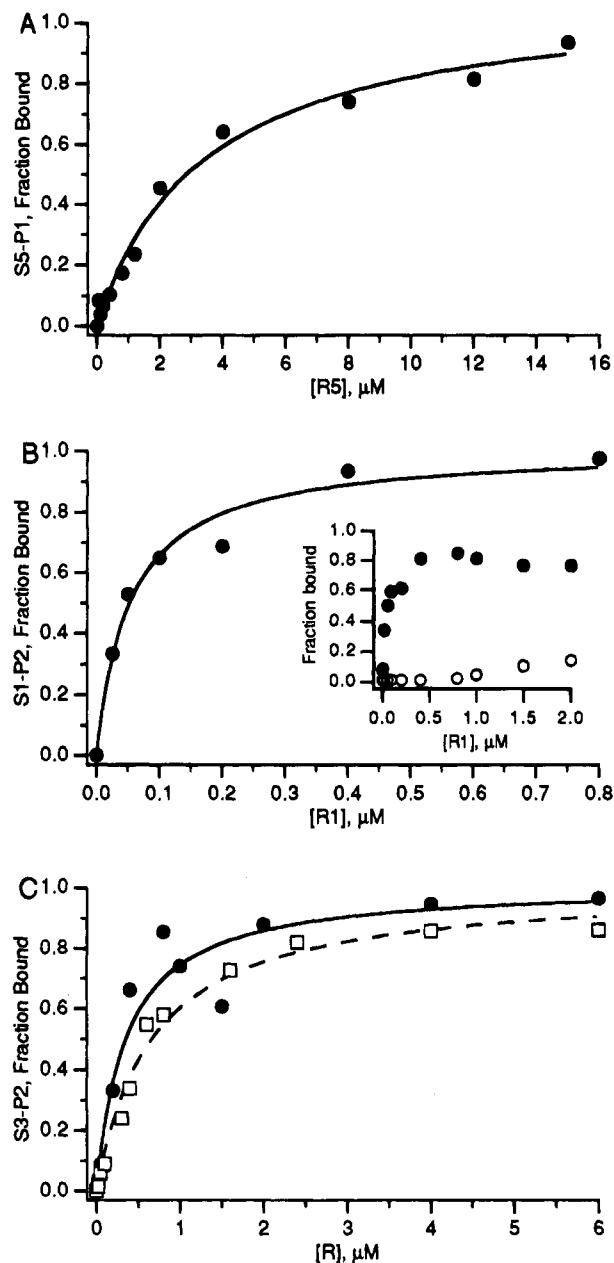 A
1.0
0.8
0.6
0.4
0.2
0.0
S5-P1, Fraction Bound
0 2 4 6 8 10 12 14 16
[R5], µM
B
1.0
0.8
0.6
0.4
0.2
0.0
S1-P2, Fraction Bound
1.0
0.8
0.6
0.4
0.2
0.0
Fraction bound
0.0 0.5 1.0 1.5 2.0
[R1], µM
0.0 0.1 0.2 0.3 0.4 0.5 0.6 0.7 0.8
[R1], µM
C
1.0
0.8
0.6
0.4
0.2
0.0
S3-P2, Fraction Bound
0 1 2 3 4 5 6
[R], µM